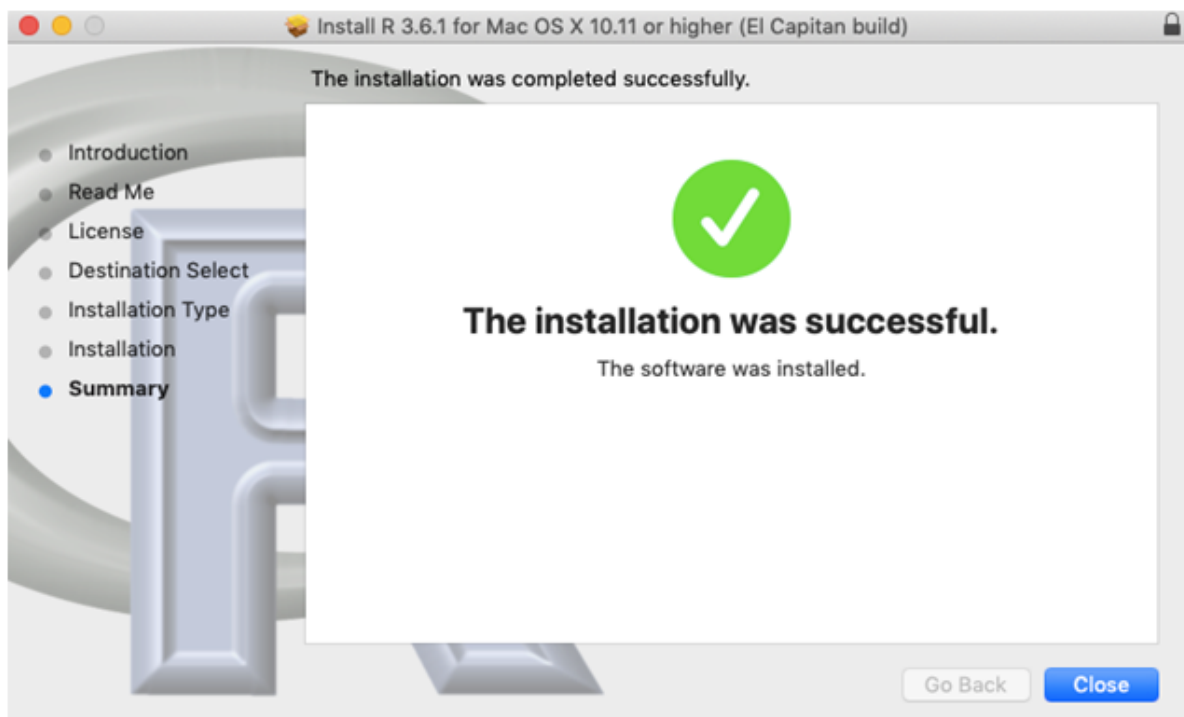 Install R 3.6.1 for Mac OS X 10.11 or higher (El Capitan build)
The installation was completed successfully.
Introduction
Read Me
License
Destination Select
Installation Type
Installation
Summary
The installation was successful.
The software was installed.
Go Back
Close
R